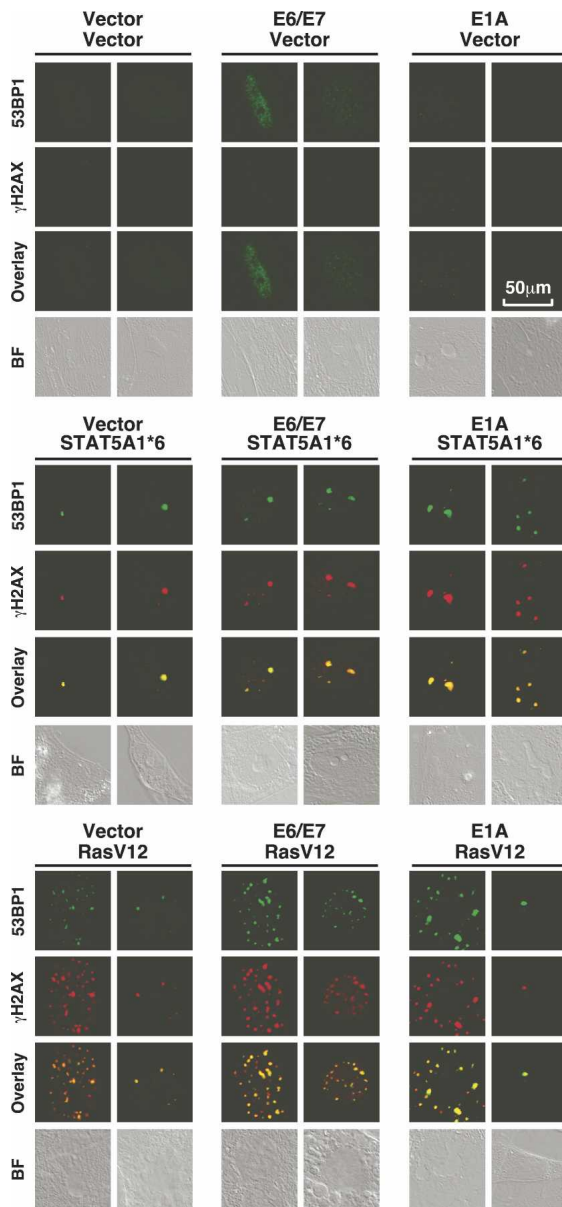 Vector E6/E7 E1A
Vector Vector Vector
53BP1
γH2AX
Overlay
50μm
BF
Vector E6/E7 E1A
STAT5A1*6 STAT5A1*6 STAT5A1*6
53BP1
γH2AX
Overlay
BF
Vector E6/E7 E1A
RasV12 RasV12 RasV12
53BP1
γH2AX
Overlay
BF